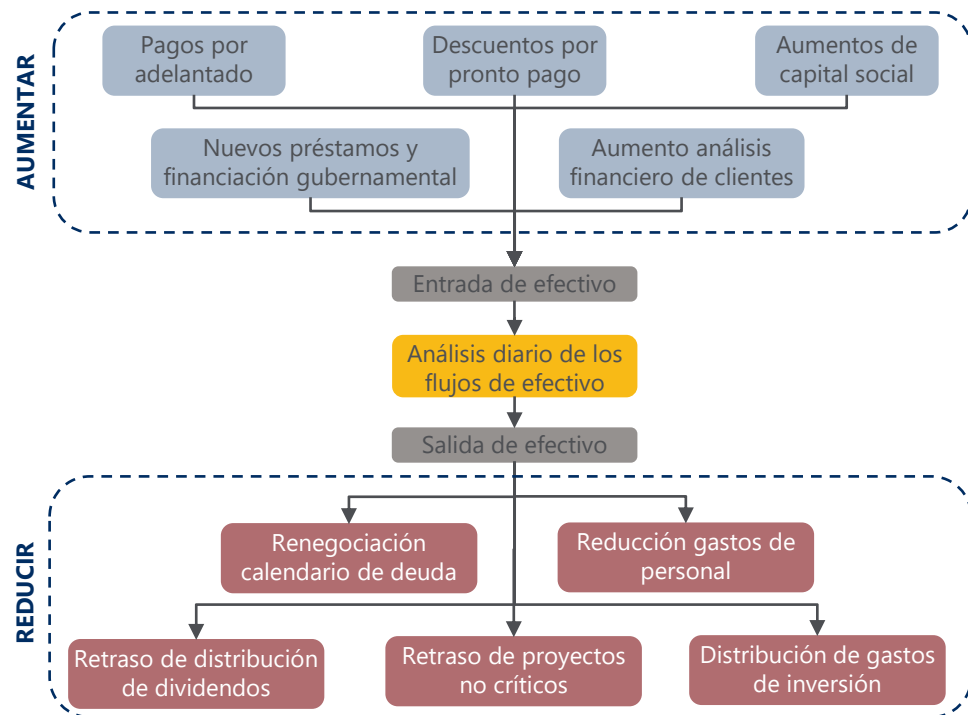 AUMENTAR
Pagos por
adelantado
Descuentos por
pronto pago
Aumentos de
capital social
Nuevos préstamos y
financiación gubernamental
Aumento análisis
financiero de clientes
Entrada de efectivo
Análisis diario de los
flujos de efectivo
Salida de efectivo
REDUCIR
Renegociación
calendario de deuda
Reducción gastos de
personal
Retraso de distribución
de dividendos
Retraso de proyectos
no críticos
Distribución de gastos
de inversión